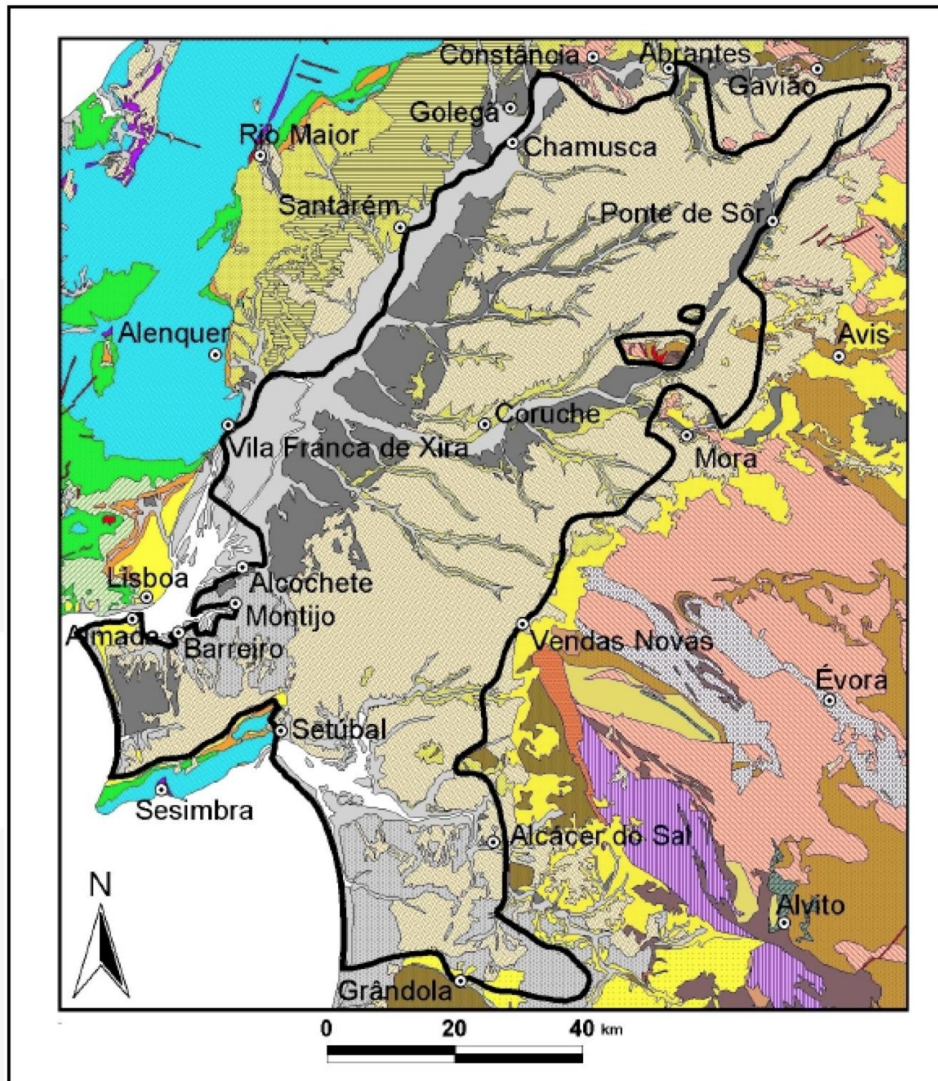 Constância
Abrantes
Gavião
Golegã
Rio Maior
Chamusca
Santarém
Ponte de Sôr
Alenquer
Avis
Coruche
Vila Franca de Xira
Mora
Lisboa
Alcochete
Montijo
Almada
Barreiro
Vendas Novas
Évora
Setúbal
Sesimbra
Alcácer do Sal
N
Alvito
Grândola
0 20 40 km